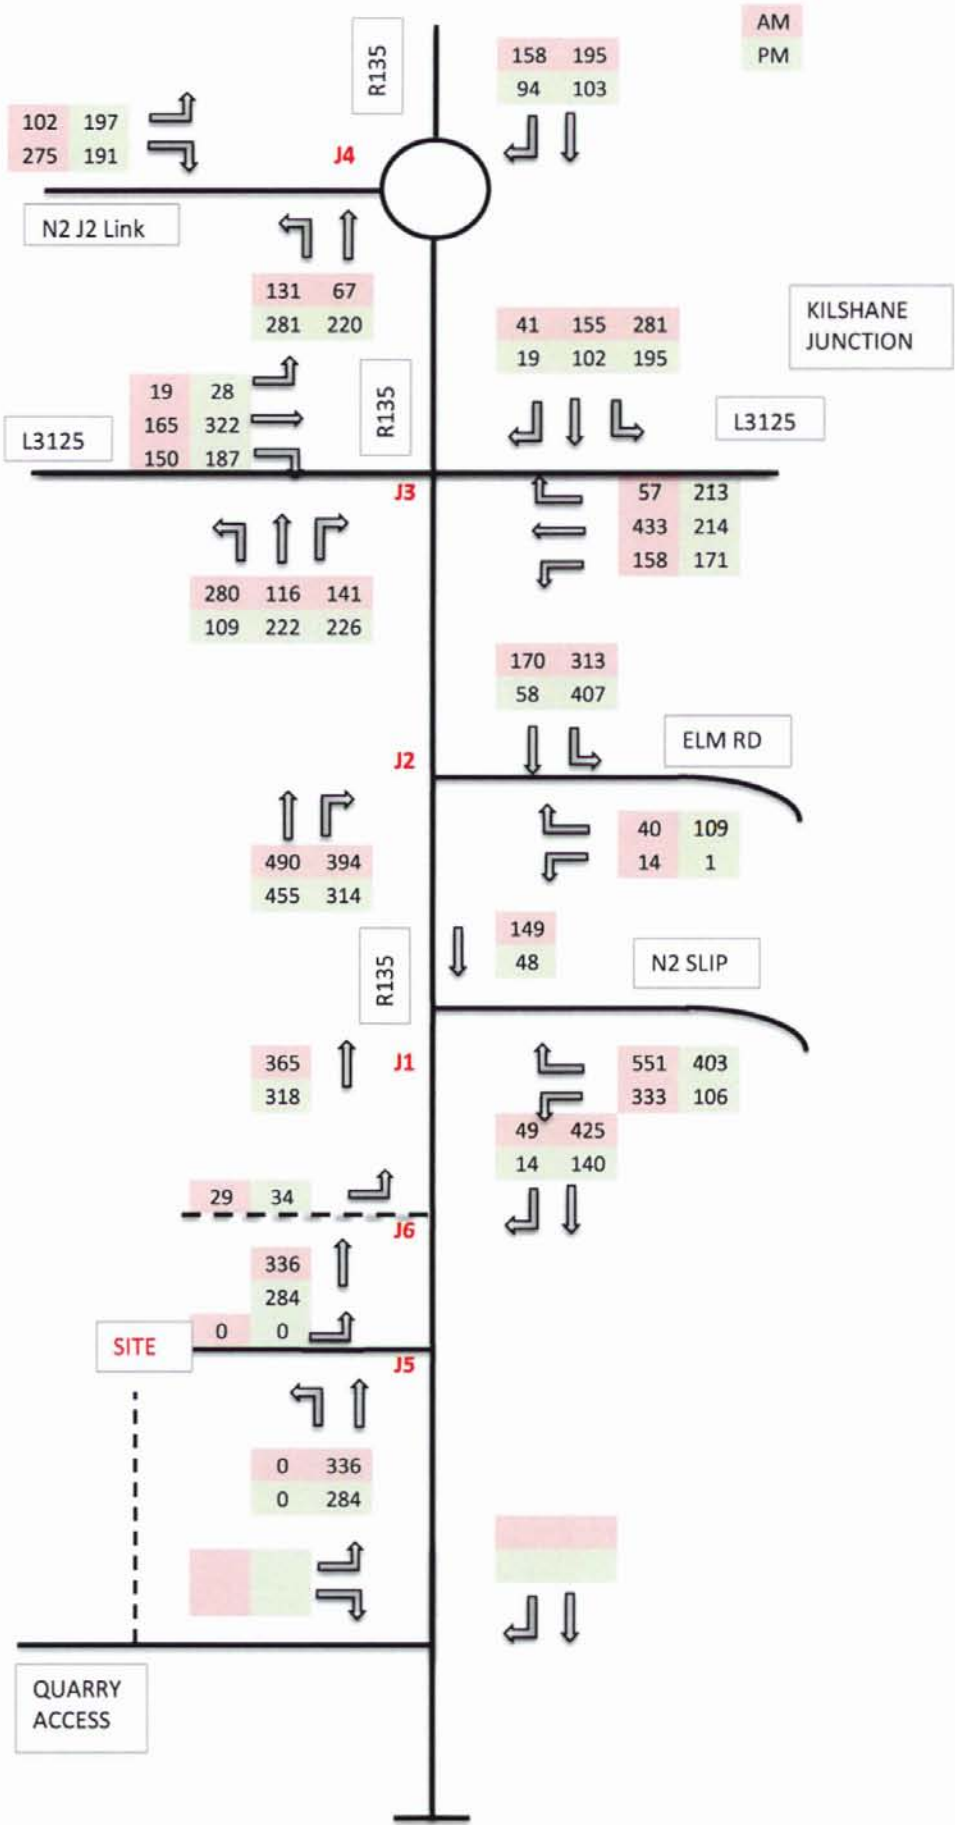 AM
PM
R135
158 195
94 103
102 197
275 191
J4
N2 J2 Link
131 67
281 220
KILSHANE
JUNCTION
41 155 281
19 102 195
R135
19 28
165 322
150 187
L3125
L3125
J3
57 213
433 214
158 171
280 116 141
109 222 226
170 313
58 407
ELM RD
J2
40 109
14 1
490 394
455 314
149
48
R135
N2 SLIP
J1
365
318
551 403
333 106
49 425
14 140
29 34
J6
336
284
0 0
SITE
J5
0 336
0 284
QUARRY
ACCESS